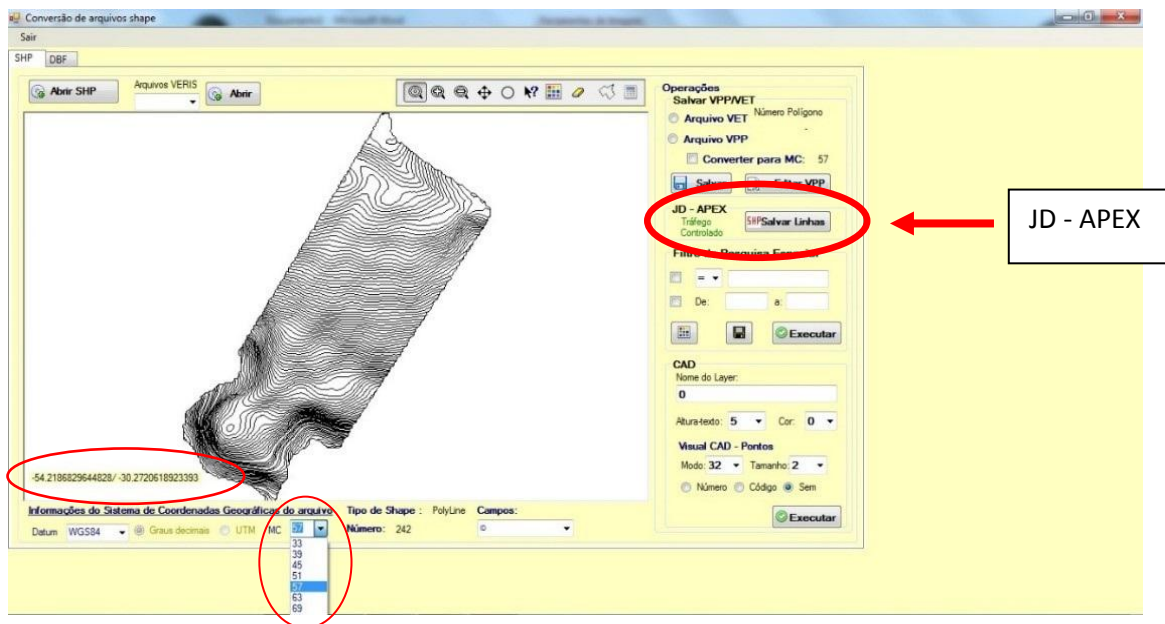 Conversão de arquivos shape
Sair
SHP DBF
Abrir SHP
Arquivos VERIS
Abrir
Operações
Salvar VPP/VET
Arquivo VET
Número Polígono
-
Arquivo VPP
Converter para MC: 57
Salvar Editar VPP
JD - APEX
Tráfego
Controlado
SHP Salvar Linhas
JD - APEX
Filtro de Pesquisa Espacial
=
De: a:
Executar
CAD
Nome do Layer:
0
Altura-texto: 5 Cor: 0
Visual CAD - Pontos
Modo: 32 Tamanho: 2
Número Código Sem
Executar
-54.2186829644828/-30.2720618923393
Informações do Sistema de Coordenadas Geográficas do arquivo Tipo de Shape : PolyLine Campos:
Datum WGS84 Graus decimais UTM MC 57 Número: 242
33
39
45
51
57
63
69